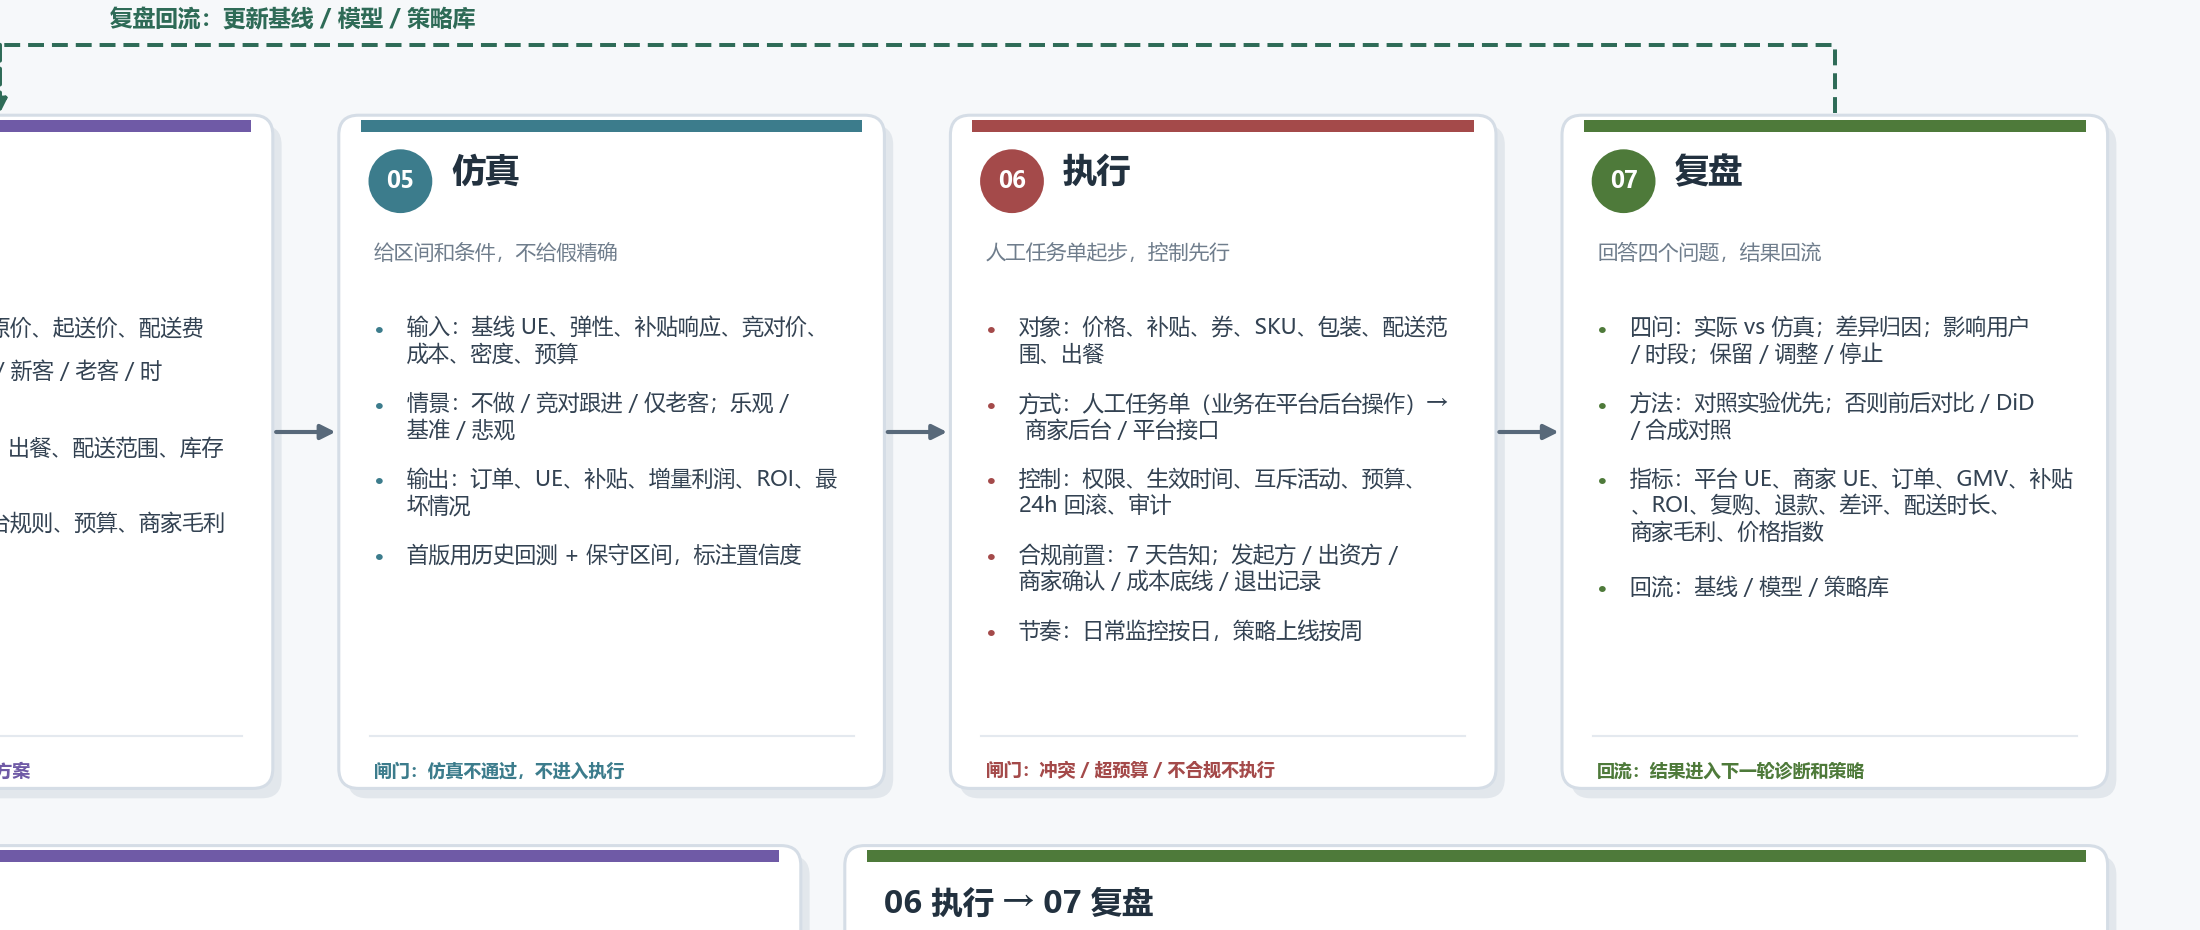 复盘回流：更新基线 / 模型 / 策略库
原价、起送价、配送费
/ 新客 / 老客 / 时
出餐、配送范围、库存
台规则、预算、商家毛利
方案
05
仿真
给区间和条件，不给假精确
• 输入：基线 UE、弹性、补贴响应、竞对价、
成本、密度、预算
• 情景：不做 / 竞对跟进 / 仅老客；乐观 /
基准 / 悲观
• 输出：订单、UE、补贴、增量利润、ROI、最
坏情况
• 首版用历史回测 + 保守区间，标注置信度
闸门：仿真不通过，不进入执行
06
执行
人工任务单起步，控制先行
• 对象：价格、补贴、券、SKU、包装、配送范
围、出餐
• 方式：人工任务单（业务在平台后台操作）→
商家后台 / 平台接口
• 控制：权限、生效时间、互斥活动、预算、
24h 回滚、审计
• 合规前置：7 天告知；发起方 / 出资方 /
商家确认 / 成本底线 / 退出记录
• 节奏：日常监控按日，策略上线按周
闸门：冲突 / 超预算 / 不合规不执行
07
复盘
回答四个问题，结果回流
• 四问：实际 vs 仿真；差异归因；影响用户
/ 时段；保留 / 调整 / 停止
• 方法：对照实验优先；否则前后对比 / DiD
/ 合成对照
• 指标：平台 UE、商家 UE、订单、GMV、补贴
、ROI、复购、退款、差评、配送时长、
商家毛利、价格指数
• 回流：基线 / 模型 / 策略库
回流：结果进入下一轮诊断和策略
06 执行 → 07 复盘